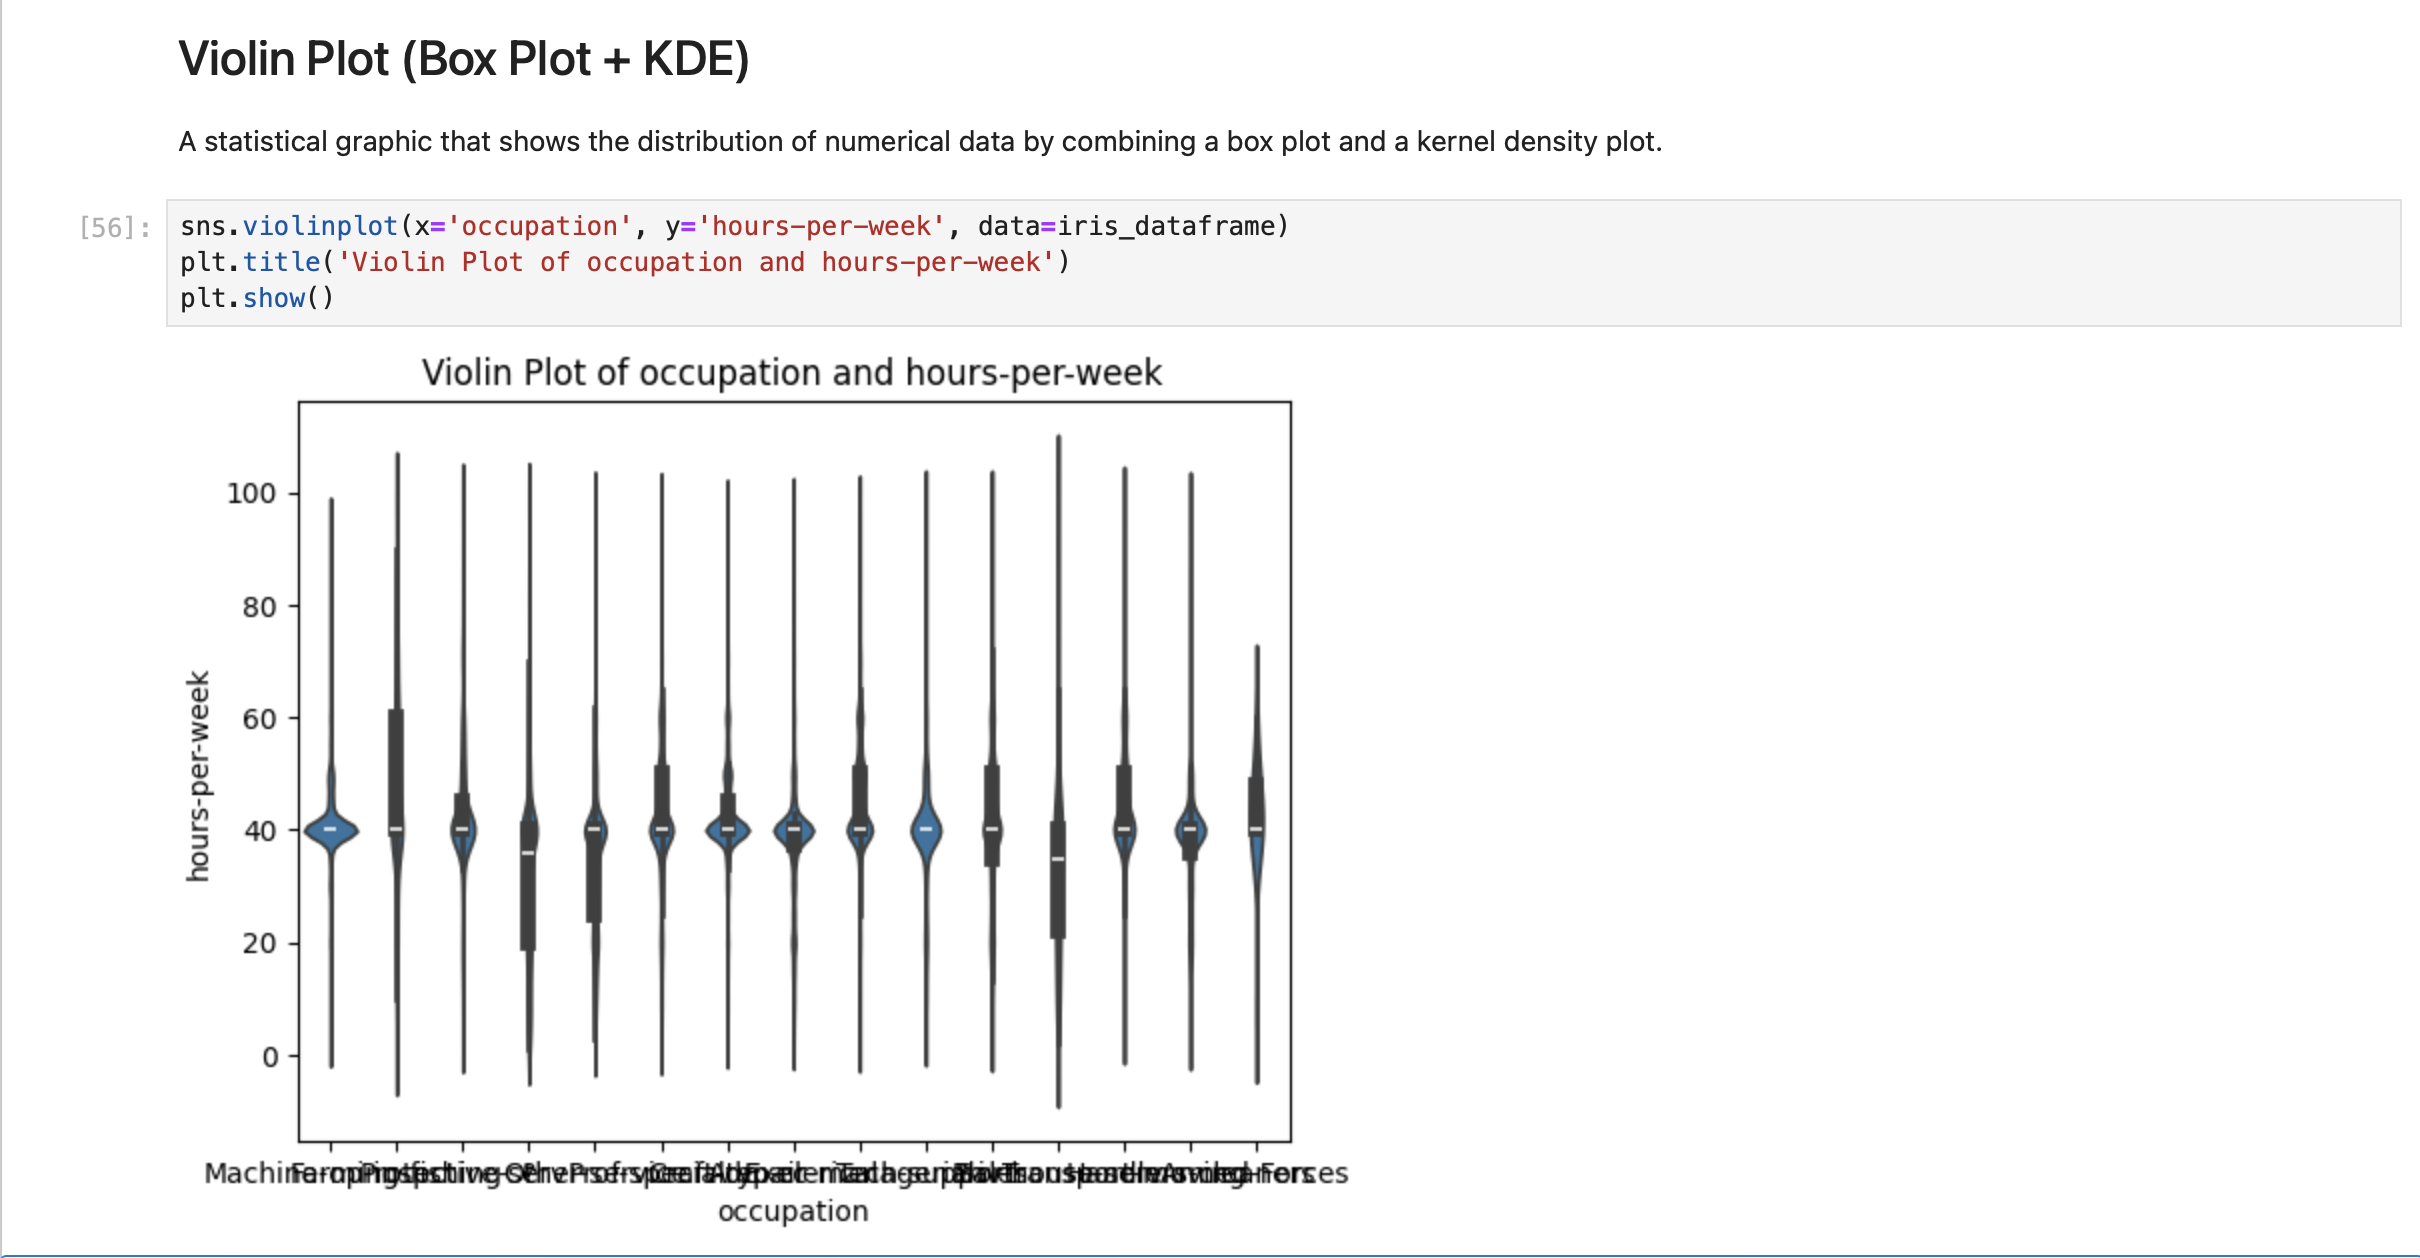 Violin Plot (Box Plot + KDE)
A statistical graphic that shows the distribution of numerical data by combining a box plot and a kernel density plot.
[56]:
sns.violinplot(x='occupation', y='hours-per-week', data=iris_dataframe)
plt.title('Violin Plot of occupation and hours-per-week')
plt.show()
Violin Plot of occupation and hours-per-week
100
80
60
40
20
0
hours-per-week
occupation